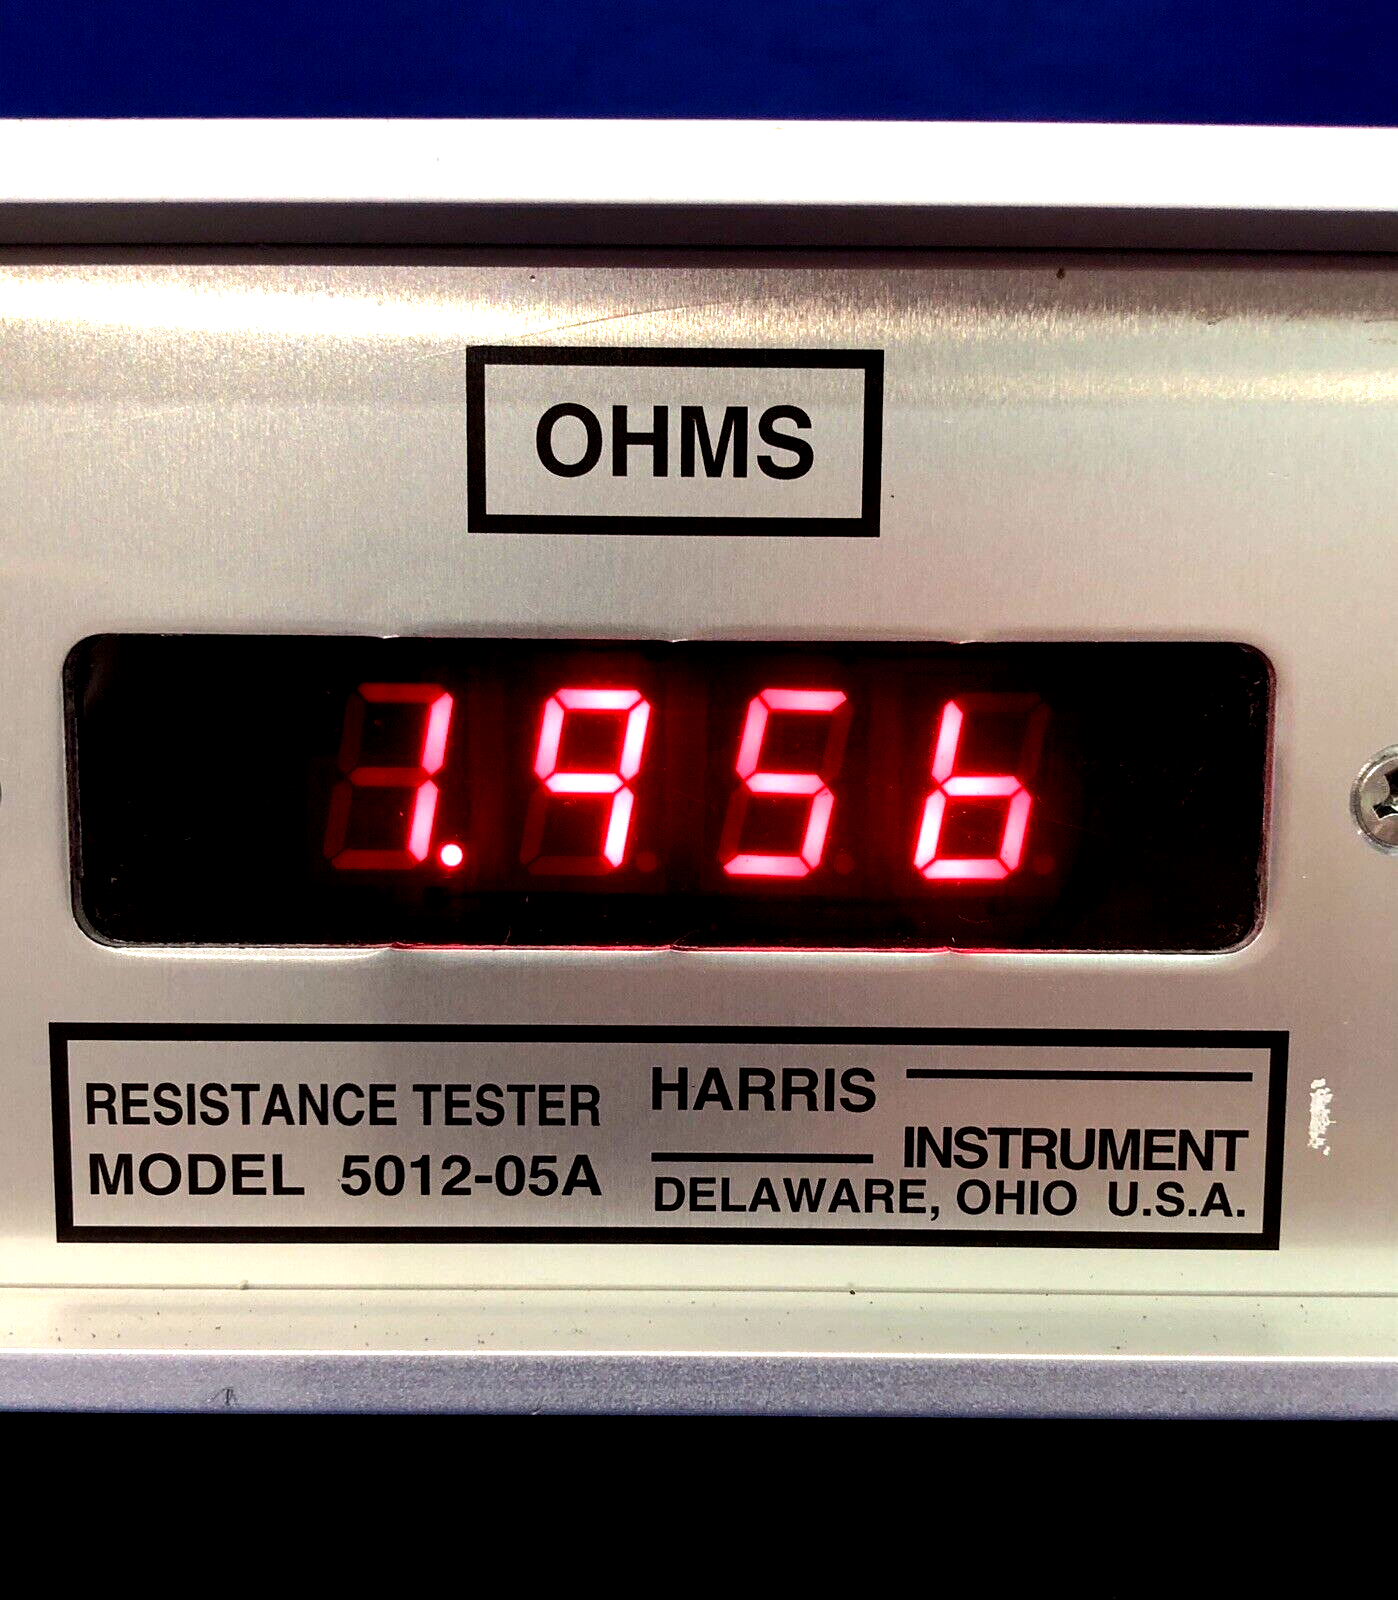 OHMS
1.956
RESISTANCE TESTER
MODEL 5012-05A
HARRIS
INSTRUMENT
DELAWARE, OHIO U.S.A.